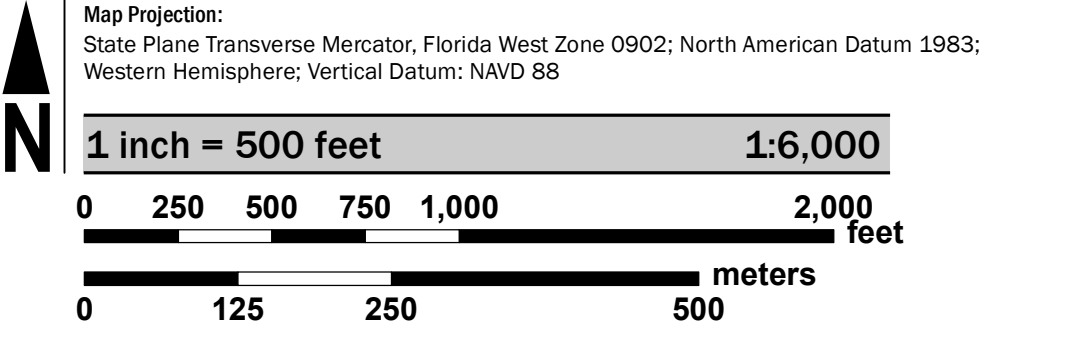 Map Projection:
State Plane Transverse Mercator, Florida West Zone 0902; North American Datum 1983;
Western Hemisphere; Vertical Datum: NAVD 88
N
1 inch = 500 feet 1:6,000
0 250 500 750 1,000 2,000
feet
meters
0 125 250 500